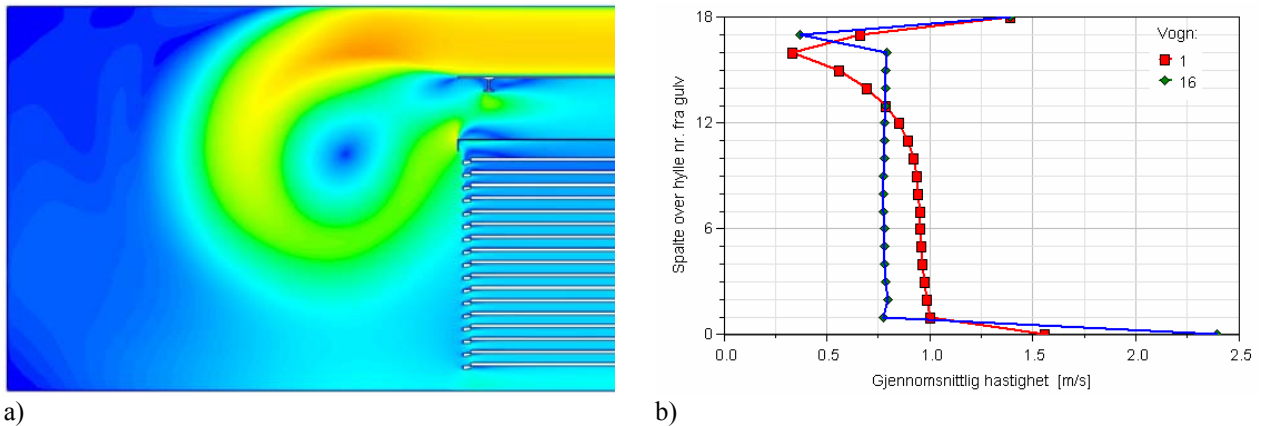 18
12
6
0
Spalte over hylle nr. fra gulv
Vogn:
1
16
0.0 0.5 1.0 1.5 2.0 2.5
Gjennomsnittlig hastighet [m/s]
a)
b)